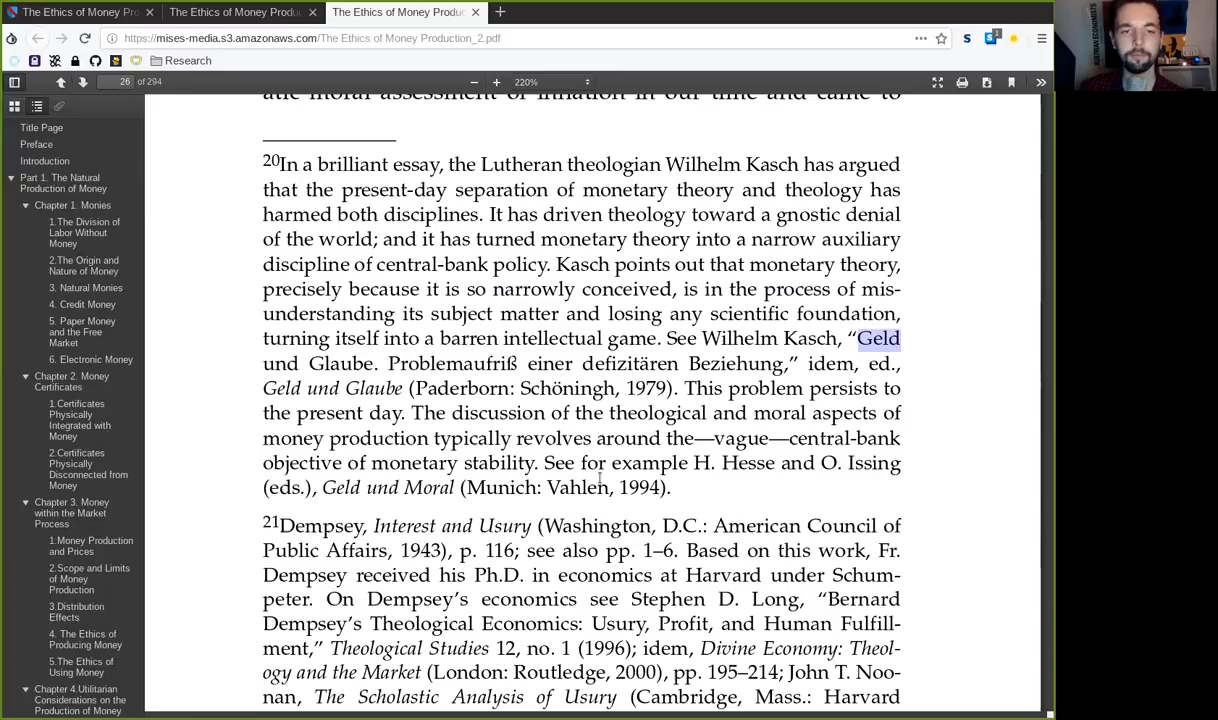 The Ethics of Money Pro
The Ethics of Money Produc
The Ethics of Money Produc
https://mises-media.s3.amazonaws.com/The Ethics of Money Production_2.pdf
S
1
Research
26 of 294
220%
Title Page
Preface
Introduction
Part 1. The Natural
Production of Money
Chapter 1. Monies
1.The Division of
Labor Without
Money
2.The Origin and
Nature of Money
3. Natural Monies
4. Credit Money
5. Paper Money
and the Free
Market
6. Electronic Money
Chapter 2. Money
Certificates
1.Certificates
Physically
Integrated with
Money
2.Certificates
Physically
Disconnected from
Money
Chapter 3. Money
within the Market
Process
1.Money Production
and Prices
2.Scope and Limits
of Money
Production
3.Distribution
Effects
4. The Ethics of
Producing Money
5.The Ethics of
Using Money
Chapter 4.Utilitarian
Considerations on the
Production of Money
atic moral assessment of inflation in our time and came to
20In a brilliant essay, the Lutheran theologian Wilhelm Kasch has argued
that the present-day separation of monetary theory and theology has
harmed both disciplines. It has driven theology toward a gnostic denial
of the world; and it has turned monetary theory into a narrow auxiliary
discipline of central-bank policy. Kasch points out that monetary theory,
precisely because it is so narrowly conceived, is in the process of mis-
understanding its subject matter and losing any scientific foundation,
turning itself into a barren intellectual game. See Wilhelm Kasch, “Geld
und Glaube. Problemaufriß einer defizitären Beziehung,” idem, ed.,
Geld und Glaube (Paderborn: Schöningh, 1979). This problem persists to
the present day. The discussion of the theological and moral aspects of
money production typically revolves around the—vague—central-bank
objective of monetary stability. See for example H. Hesse and O. Issing
(eds.), Geld und Moral (Munich: Vahlen, 1994).
21Dempsey, Interest and Usury (Washington, D.C.: American Council of
Public Affairs, 1943), p. 116; see also pp. 1–6. Based on this work, Fr.
Dempsey received his Ph.D. in economics at Harvard under Schum-
peter. On Dempsey’s economics see Stephen D. Long, “Bernard
Dempsey’s Theological Economics: Usury, Profit, and Human Fulfill-
ment,” Theological Studies 12, no. 1 (1996); idem, Divine Economy: Theol-
ogy and the Market (London: Routledge, 2000), pp. 195–214; John T. Noo-
nan, The Scholastic Analysis of Usury (Cambridge, Mass.: Harvard
AUSTRIAN ECONOMISTS